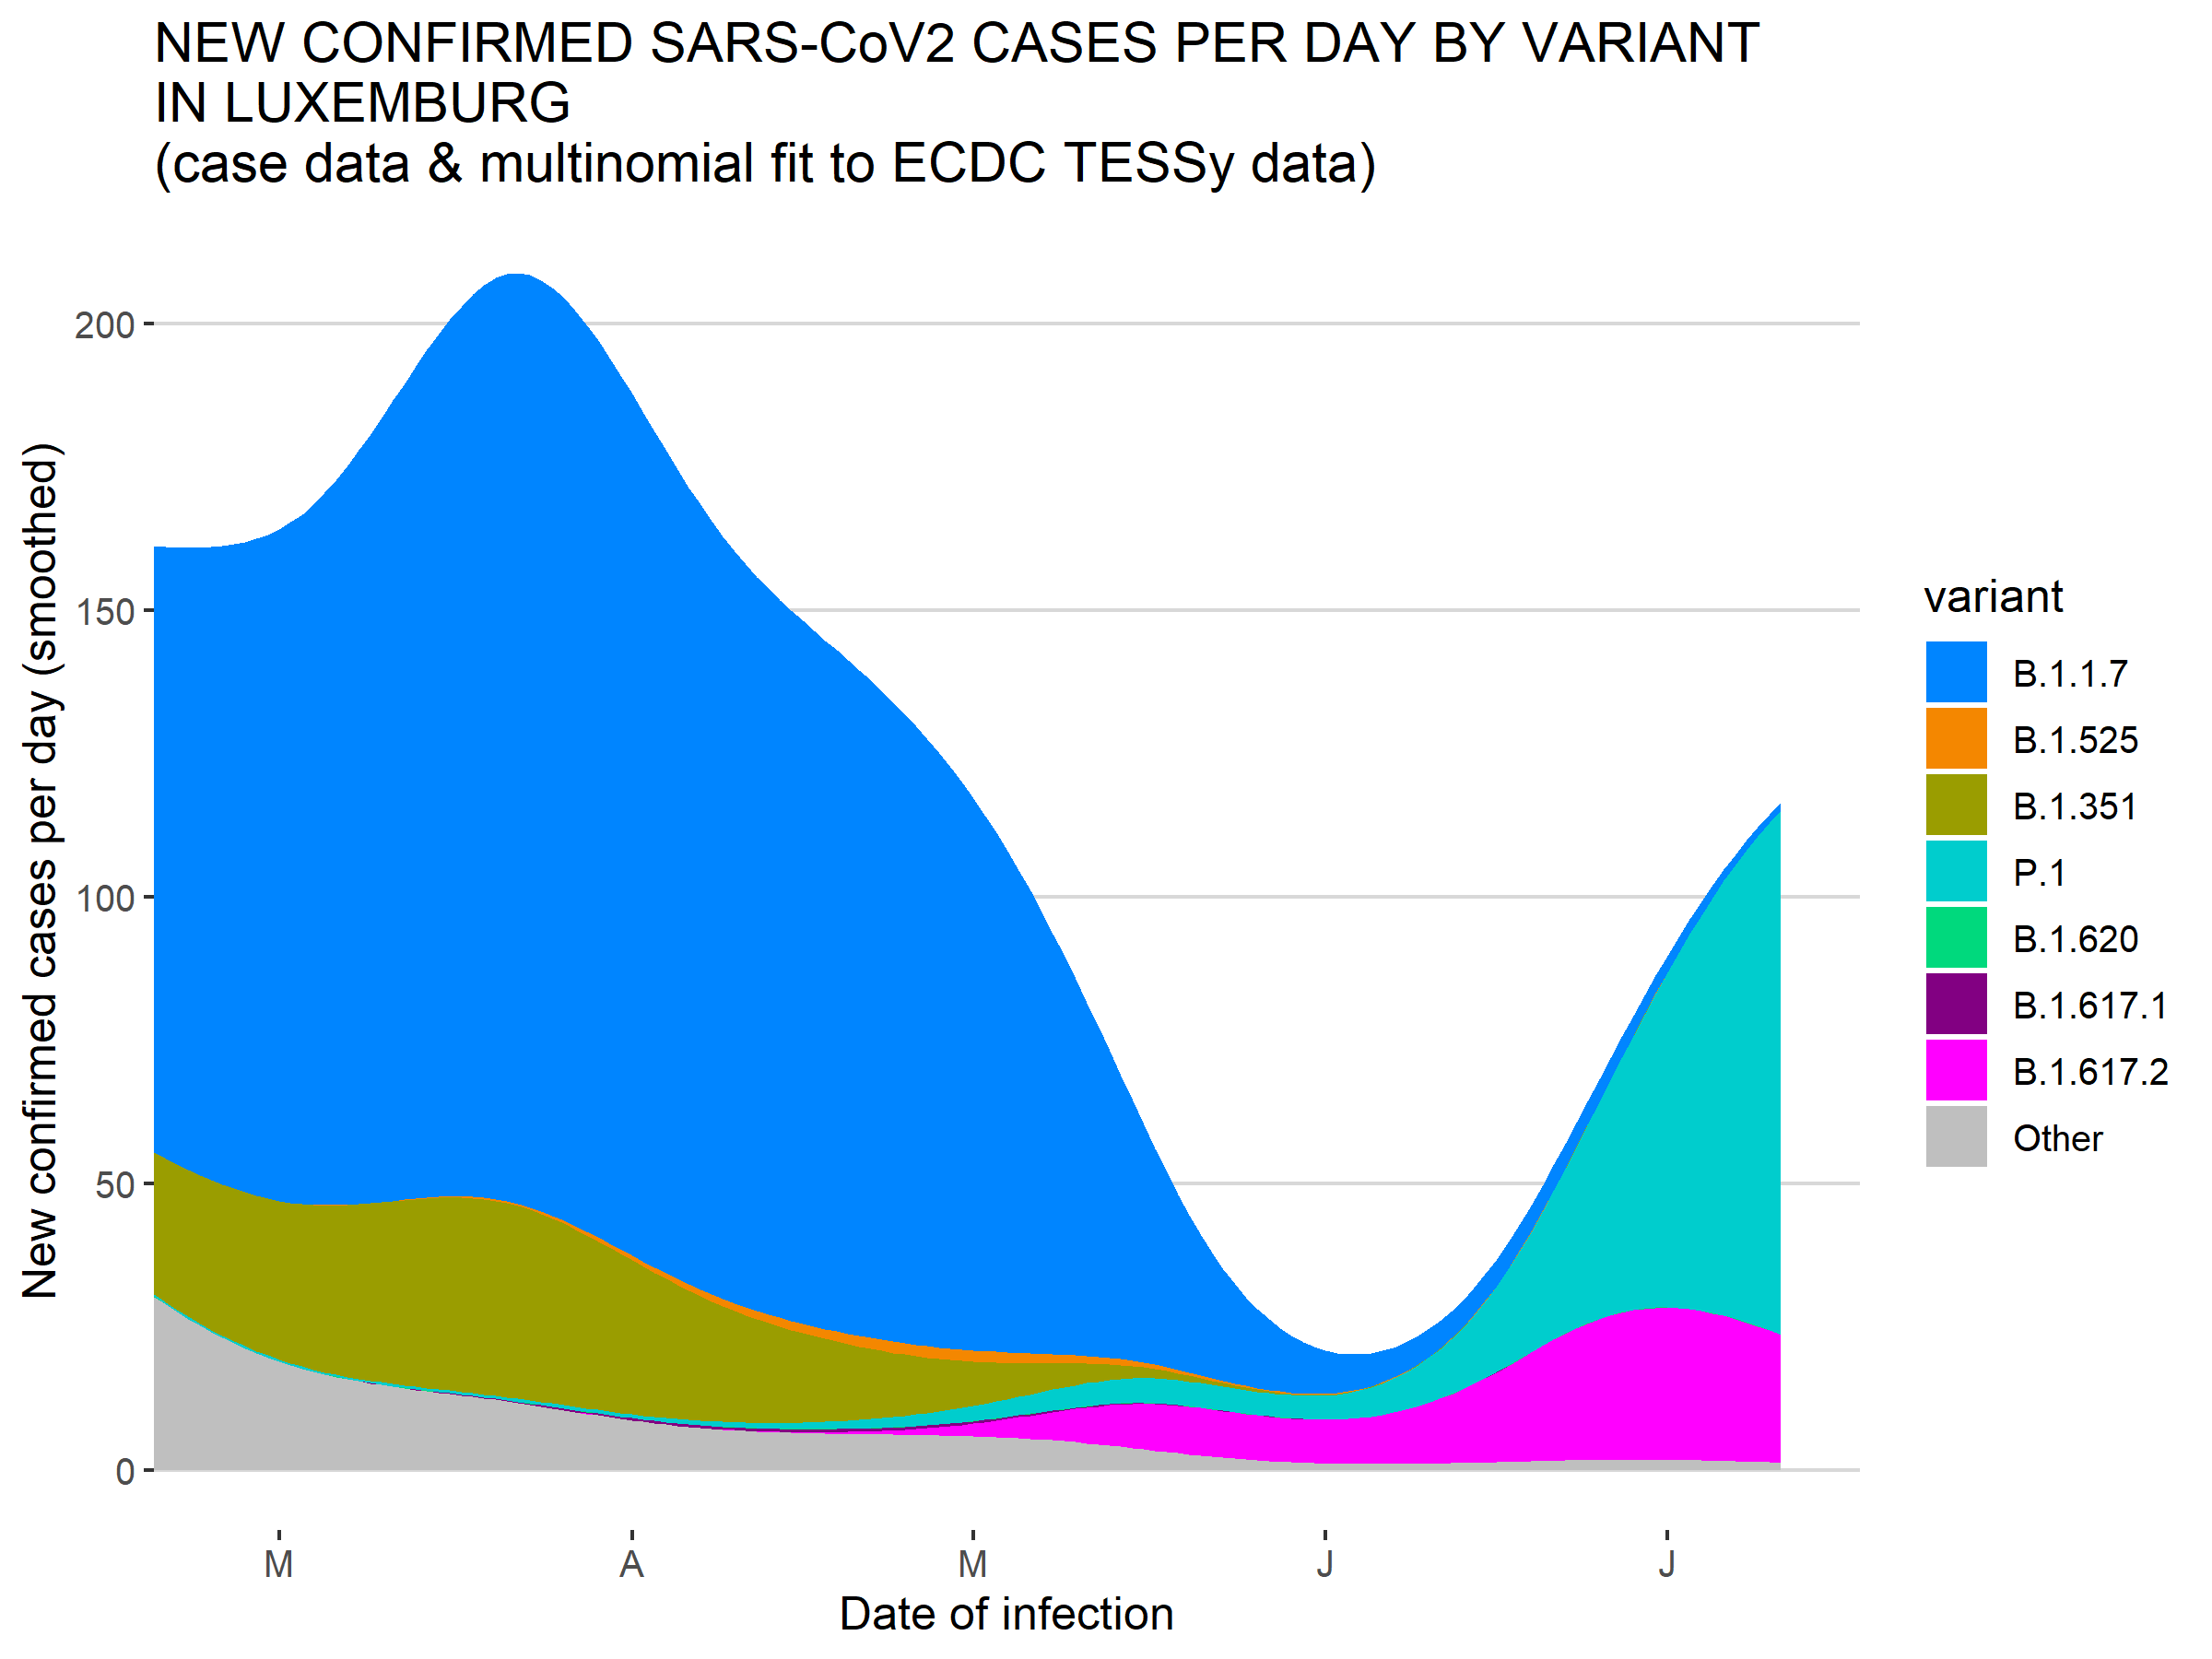 NEW CONFIRMED SARS-CoV2 CASES PER DAY BY VARIANT
IN LUXEMBURG
(case data & multinomial fit to ECDC TESSy data)
New confirmed cases per day (smoothed)
200
150
100
50
0
M
A
M
J
J
Date of infection
variant
B.1.1.7
B.1.525
B.1.351
P.1
B.1.620
B.1.617.1
B.1.617.2
Other